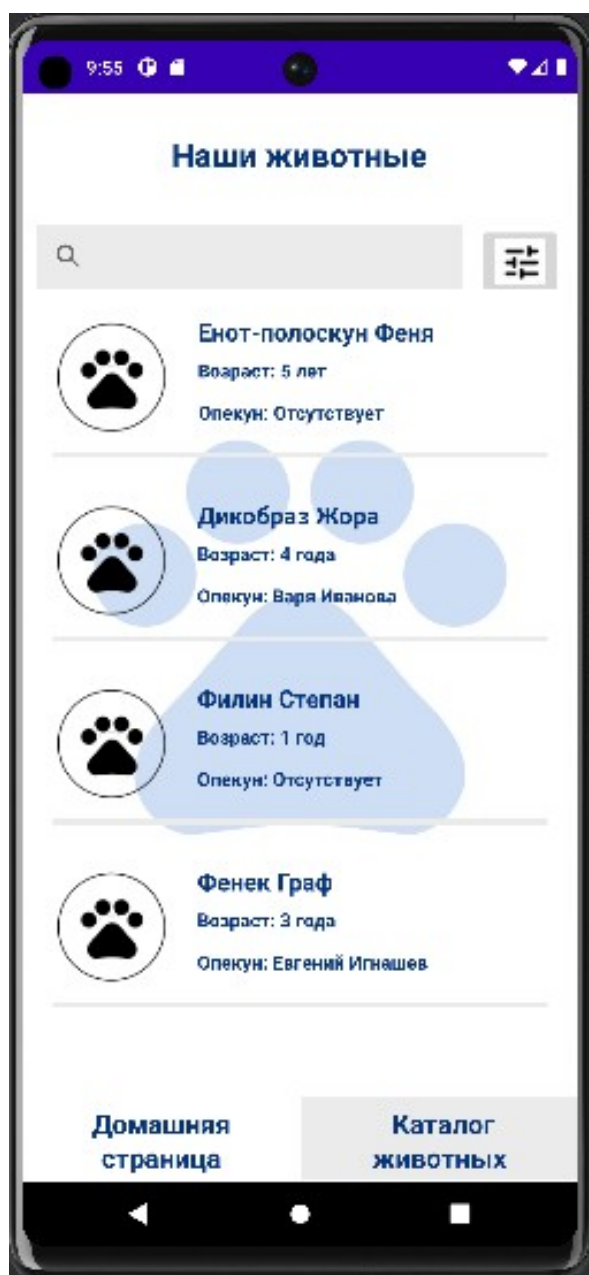 9:55
Наши животные
Енот-полоскун Феня
Возраст: 5 лет
Опекун: Отсутствует
Дикобраз Жора
Возраст: 4 года
Опекун: Варя Иванова
Филин Степан
Возраст: 1 год
Опекун: Отсутствует
Фенек Граф
Возраст: 3 года
Опекун: Евгений Игнашев
Домашняя
страница
Каталог
животных